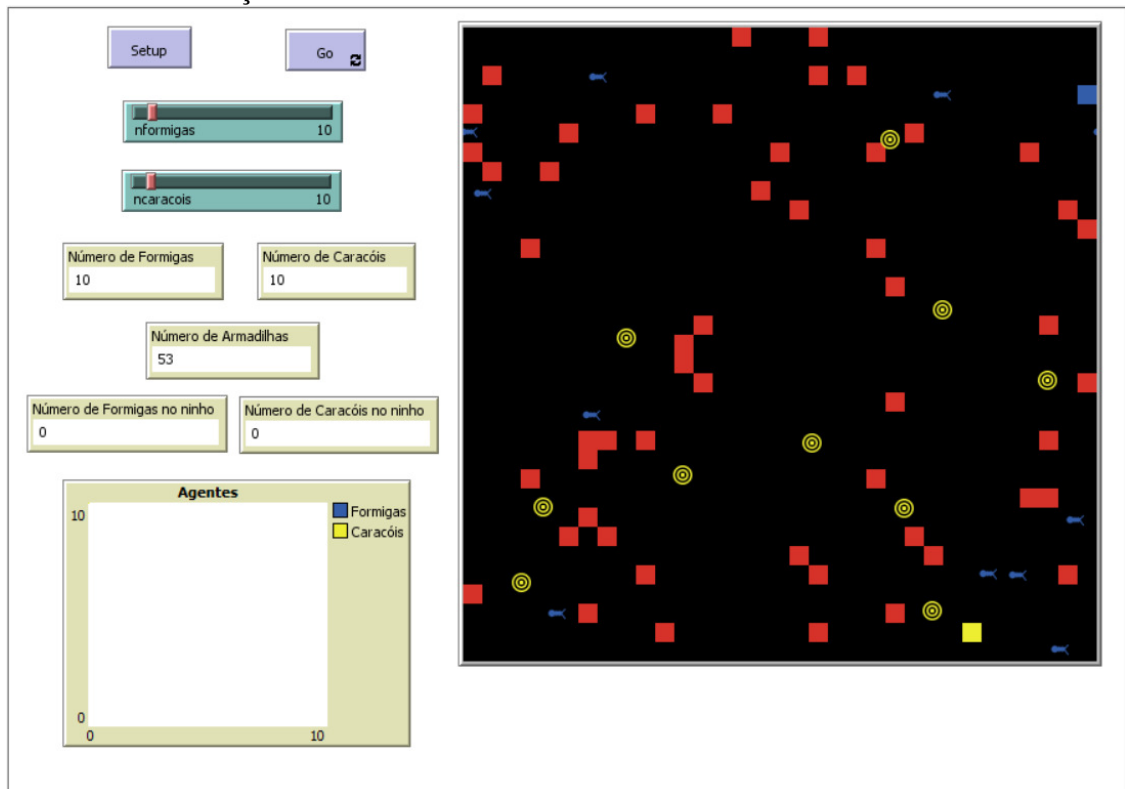 Setup
Go
nformigas 10
ncaracois 10
Número de Formigas
10
Número de Caracóis
10
Número de Armadilhas
53
Número de Formigas no ninho
0
Número de Caracóis no ninho
0
Agentes
10
0
0 10
Formigas
Caracóis